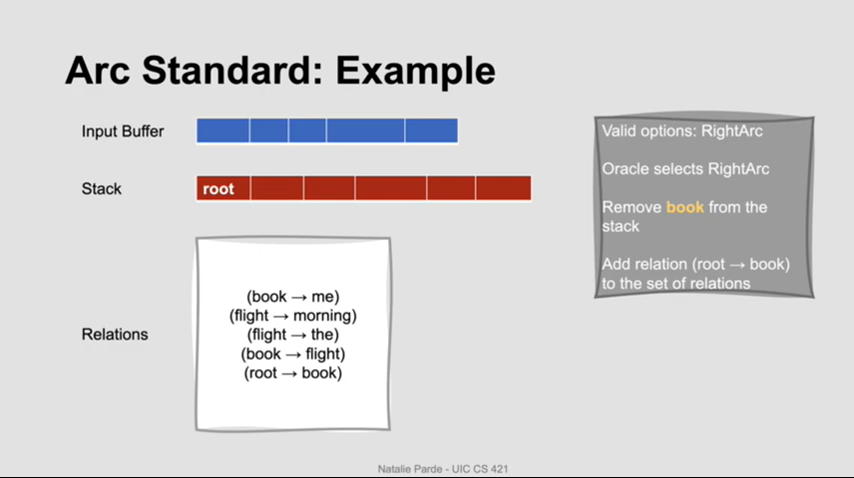 Arc Standard: Example
Input Buffer
Stack
root
Relations
(book → me)
(flight → morning)
(flight → the)
(book → flight)
(root → book)
Valid options: RightArc
Oracle selects RightArc
Remove book from the
stack
Add relation (root → book)
to the set of relations
Natalie Parde - UIC CS 421